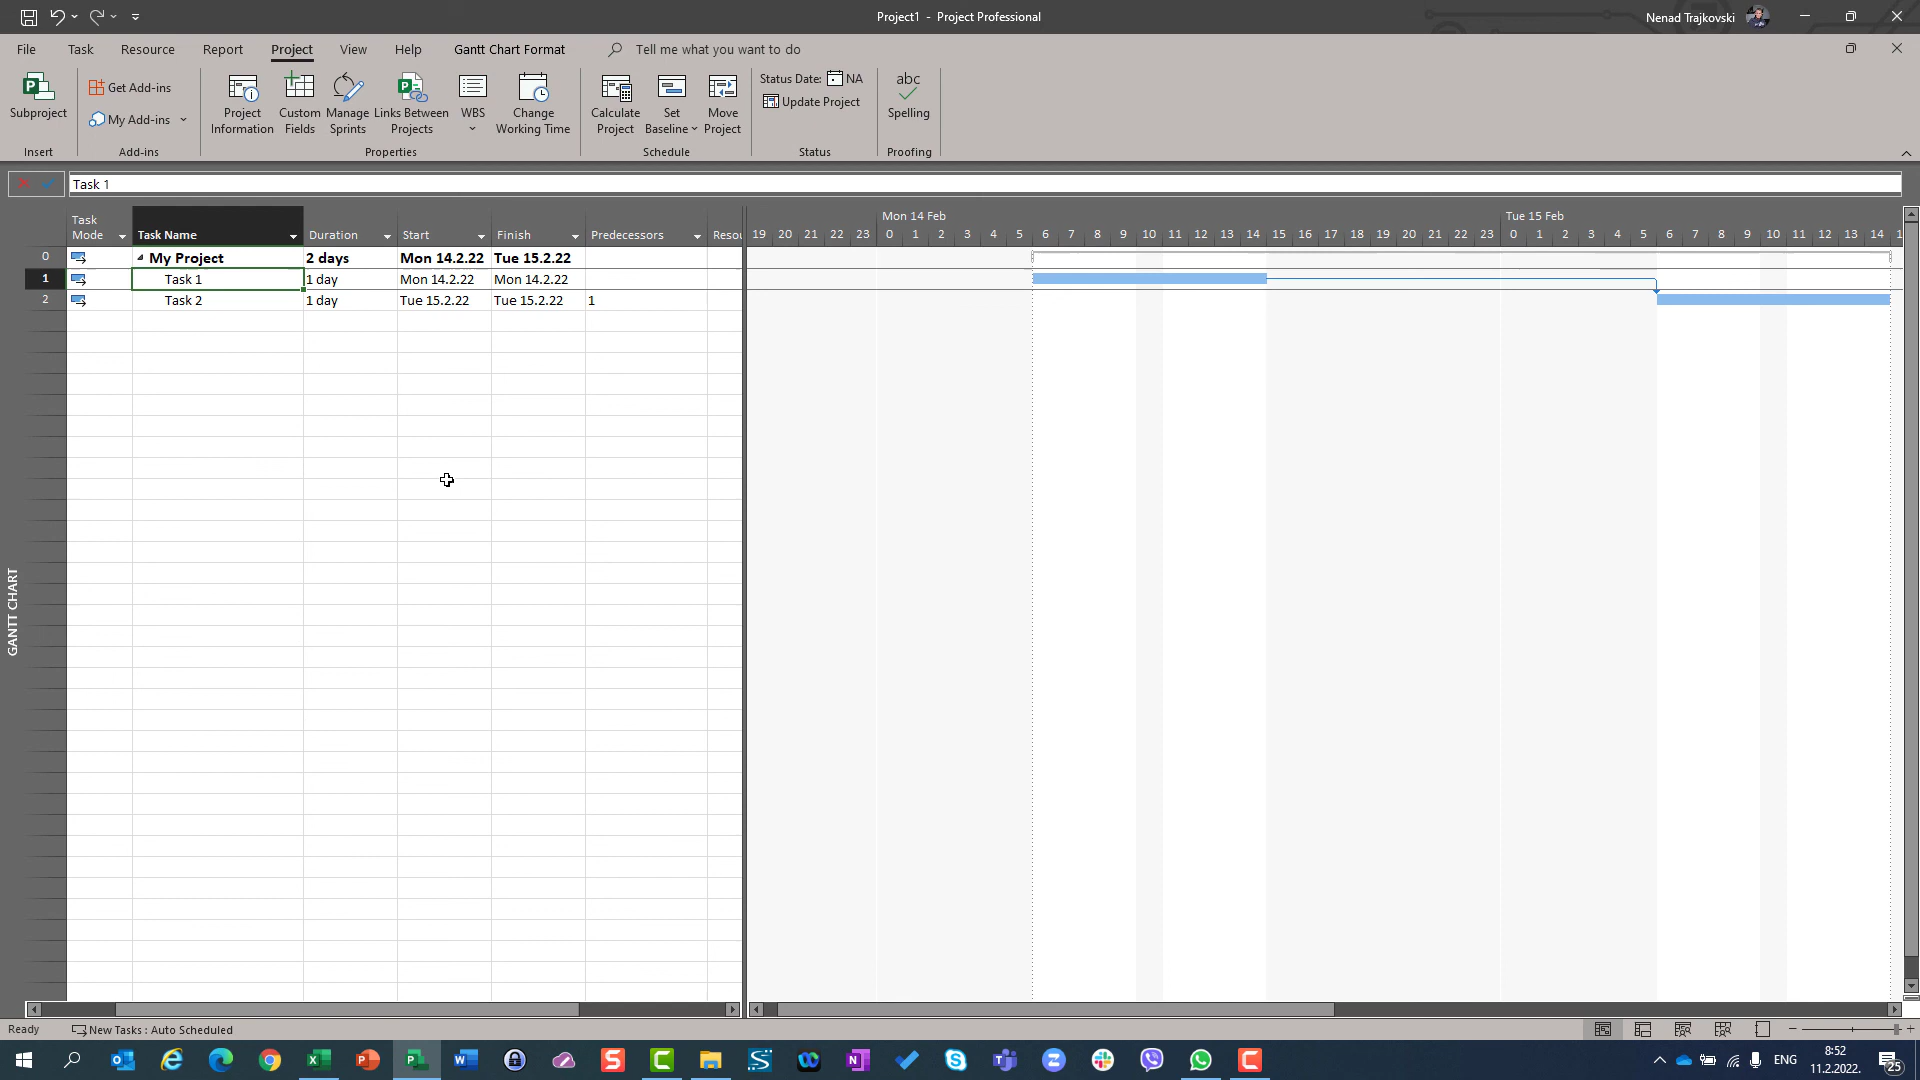 Project1 - Project Professional
Nenad Trajkovski
File Task Resource Report Project View Help Gantt Chart Format Tell me what you want to do
Subproject
Insert
Get Add-ins
My Add-ins
Add-ins
Project Information
Custom Fields
Manage Sprints
Links Between Projects
WBS
Change Working Time
Properties
Calculate Project
Set Baseline
Move Project
Schedule
Status Date: NA
Update Project
Status
abc
Spelling
Proofing
Task 1
Task Mode Task Name Duration Start Finish Predecessors Resou
0 My Project 2 days Mon 14.2.22 Tue 15.2.22
1 Task 1 1 day Mon 14.2.22 Mon 14.2.22
2 Task 2 1 day Tue 15.2.22 Tue 15.2.22 1
Mon 14 Feb Tue 15 Feb
19 20 21 22 23 0 1 2 3 4 5 6 7 8 9 10 11 12 13 14 15 16 17 18 19 20 21 22 23 0 1 2 3 4 5 6 7 8 9 10 11 12 13 14 1
GANTT CHART
Ready New Tasks : Auto Scheduled
ENG
8:52
11.2.2022.
25